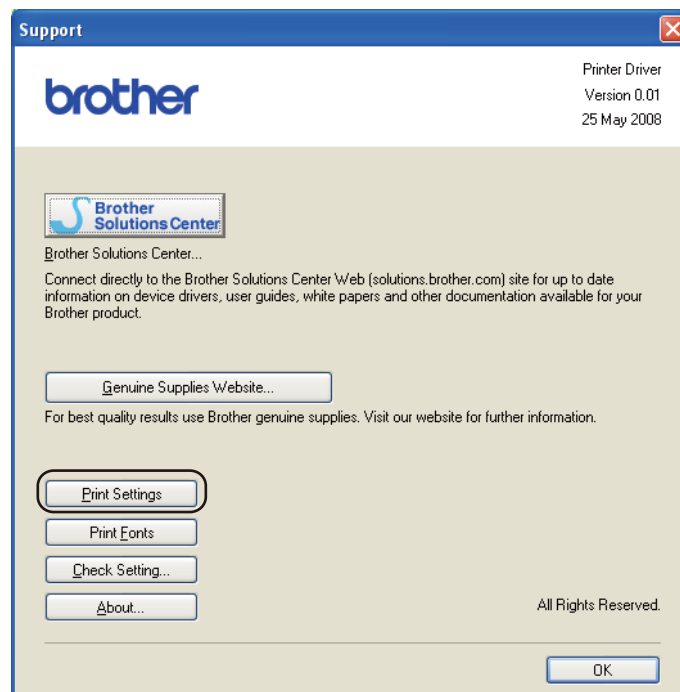 Support
brother
Printer Driver
Version 0.01
25 May 2008
Brother
Solutions Center
Brother Solutions Center...
Connect directly to the Brother Solutions Center Web (solutions.brother.com) site for up to date
information on device drivers, user guides, white papers and other documentation available for your
Brother product.
Genuine Supplies Website...
For best quality results use Brother genuine supplies. Visit our website for further information.
Print Settings
Print Fonts
Check Setting...
About...
All Rights Reserved.
OK